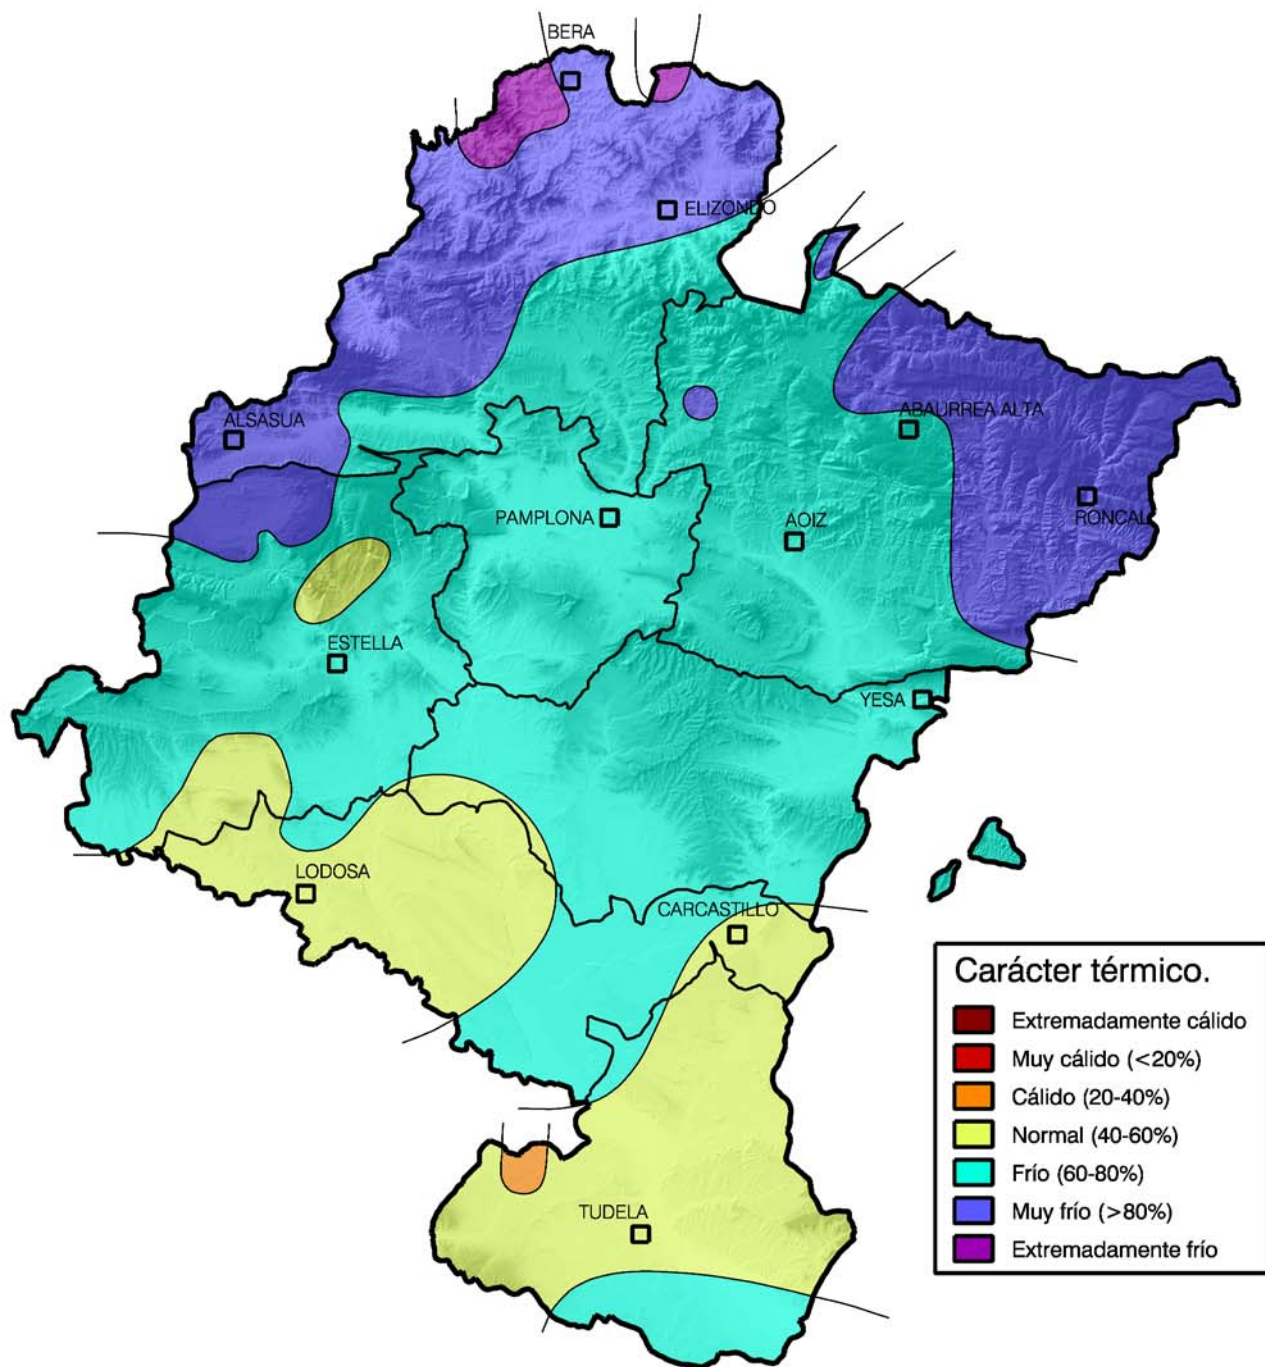 BERA
ELIZONDO
ALSASUA
ABAURREA ALTA
PAMPLONA
AOIZ
RONCAL
ESTELLA
YESA
LODOSA
CARCASTILLO
TUDELA
Carácter térmico.
Extremadamente cálido
Muy cálido (<20%)
Cálido (20-40%)
Normal (40-60%)
Frío (60-80%)
Muy frío (>80%)
Extremadamente frío